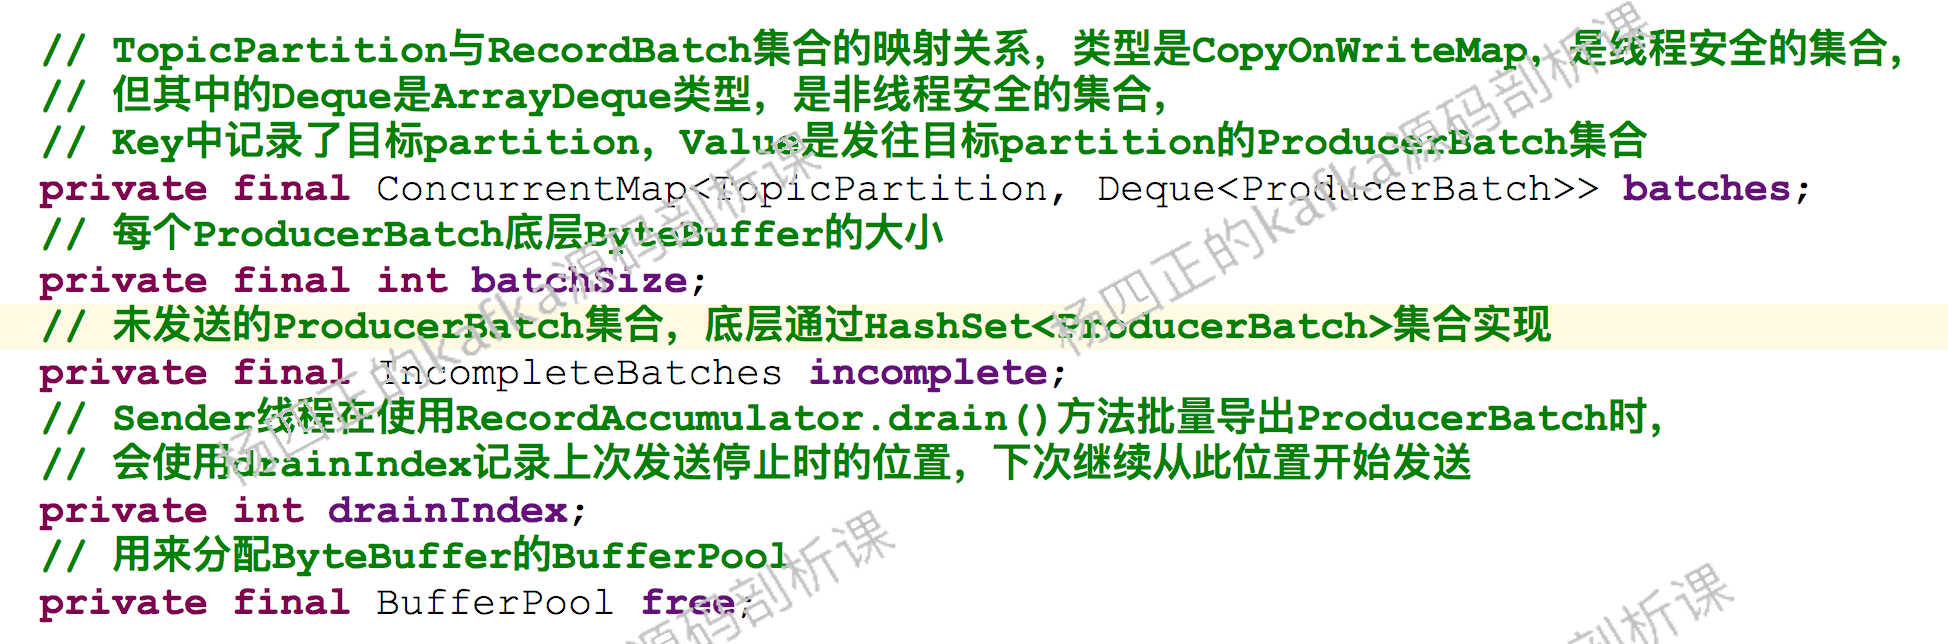 // TopicPartition与RecordBatch集合的映射关系，类型是CopyOnWriteMap，是线程安全的集合，
// 但其中的Deque是ArrayDeque类型，是非线程安全的集合，
// Key中记录了目标partition，Value是发往目标partition的ProducerBatch集合
private final ConcurrentMap<TopicPartition, Deque<ProducerBatch>> batches;
// 每个ProducerBatch底层ByteBuffer的大小
private final int batchSize;
// 未发送的ProducerBatch集合，底层通过HashSet<ProducerBatch>集合实现
private final IncompleteBatches incomplete;
// Sender线程在使用RecordAccumulator.drain()方法批量导出ProducerBatch时，
// 会使用drainIndex记录上次发送停止时的位置，下次继续从此位置开始发送
private int drainIndex;
// 用来分配ByteBuffer的BufferPool
private final BufferPool free;
杨四正的kafka源码剖析课
杨四正的kafka源码剖析课
源码剖析课
剖析课